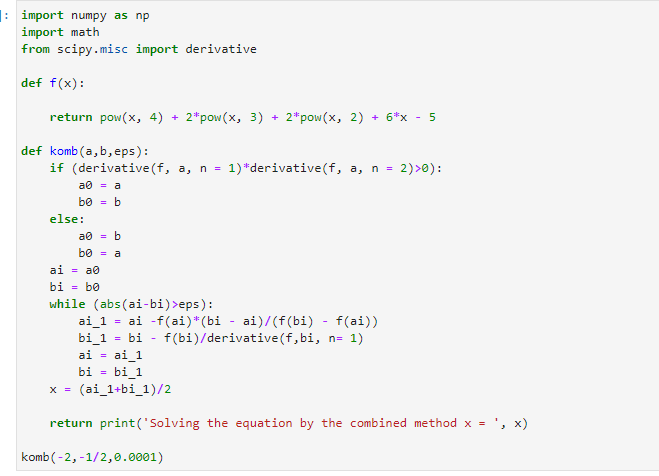 ]: import numpy as np
import math
from scipy.misc import derivative
def f(x):
    return pow(x, 4) + 2*pow(x, 3) + 2*pow(x, 2) + 6*x - 5
def komb(a,b,eps):
    if (derivative(f, a, n = 1)*derivative(f, a, n = 2)>0):
        a0 = a
        b0 = b
    else:
        a0 = b
        b0 = a
    ai = a0
    bi = b0
    while (abs(ai-bi)>eps):
        ai_1 = ai -f(ai)*(bi - ai)/(f(bi) - f(ai))
        bi_1 = bi - f(bi)/derivative(f,bi, n= 1)
        ai = ai_1
        bi = bi_1
    x = (ai_1+bi_1)/2
    return print('Solving the equation by the combined method x = ', x)
komb(-2,-1/2,0.0001)